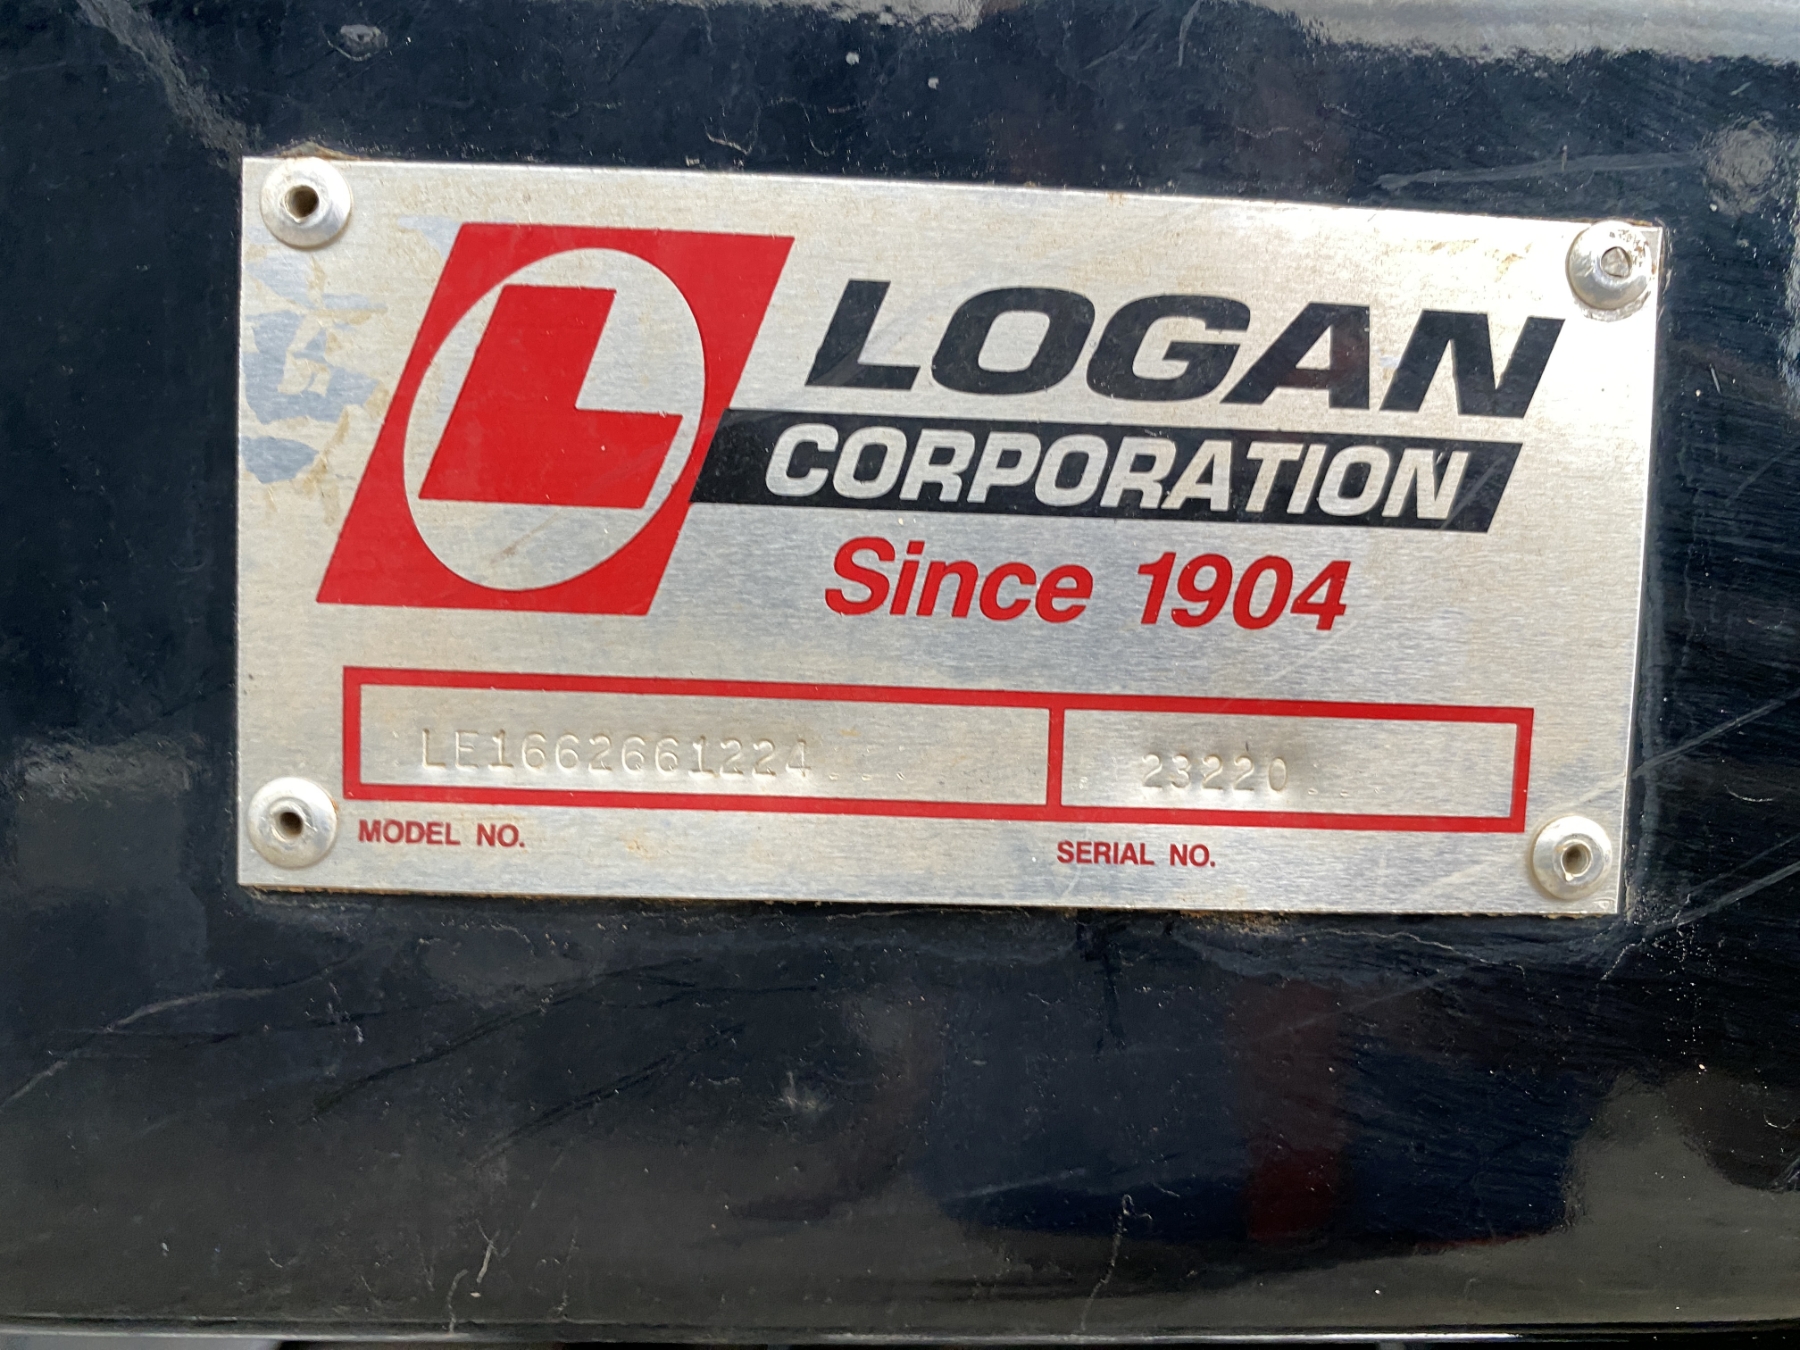 L
LOGAN
CORPORATION
Since 1904
LE1662661224
23220
MODEL NO.
SERIAL NO.